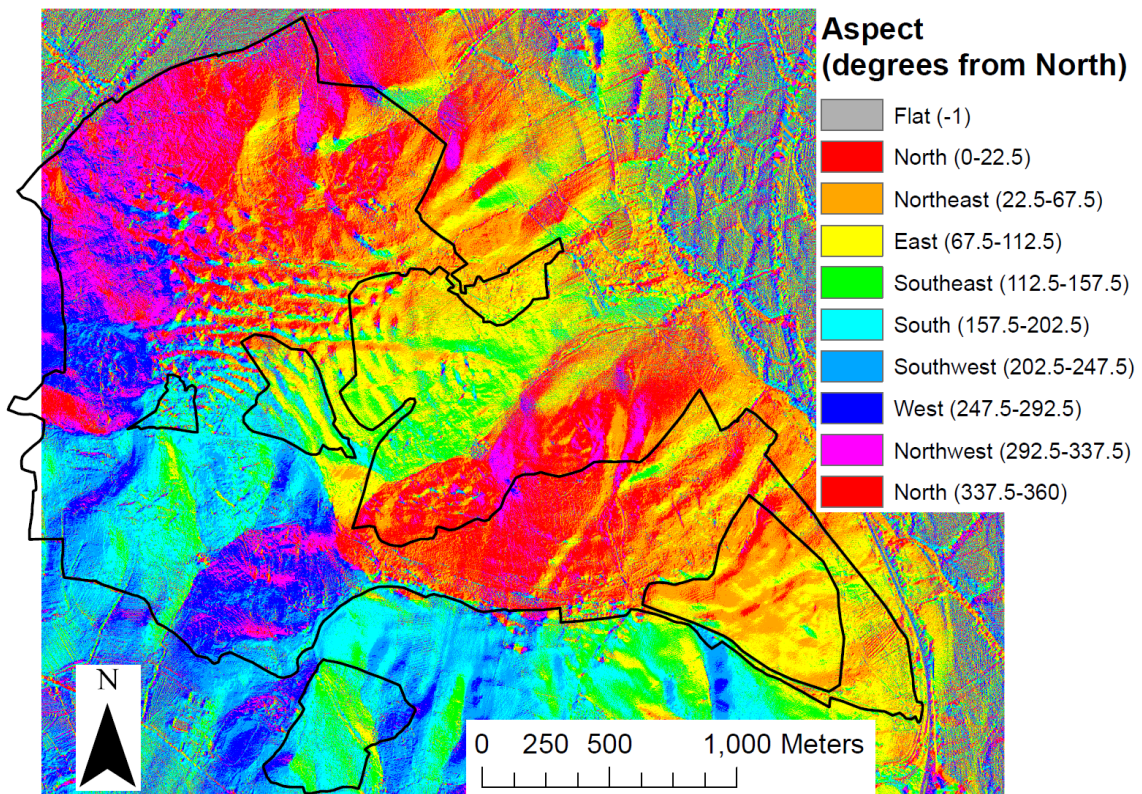 Aspect
(degrees from North)
Flat (-1)
North (0-22.5)
Northeast (22.5-67.5)
East (67.5-112.5)
Southeast (112.5-157.5)
South (157.5-202.5)
Southwest (202.5-247.5)
West (247.5-292.5)
Northwest (292.5-337.5)
North (337.5-360)
N
0 250 500 1,000 Meters